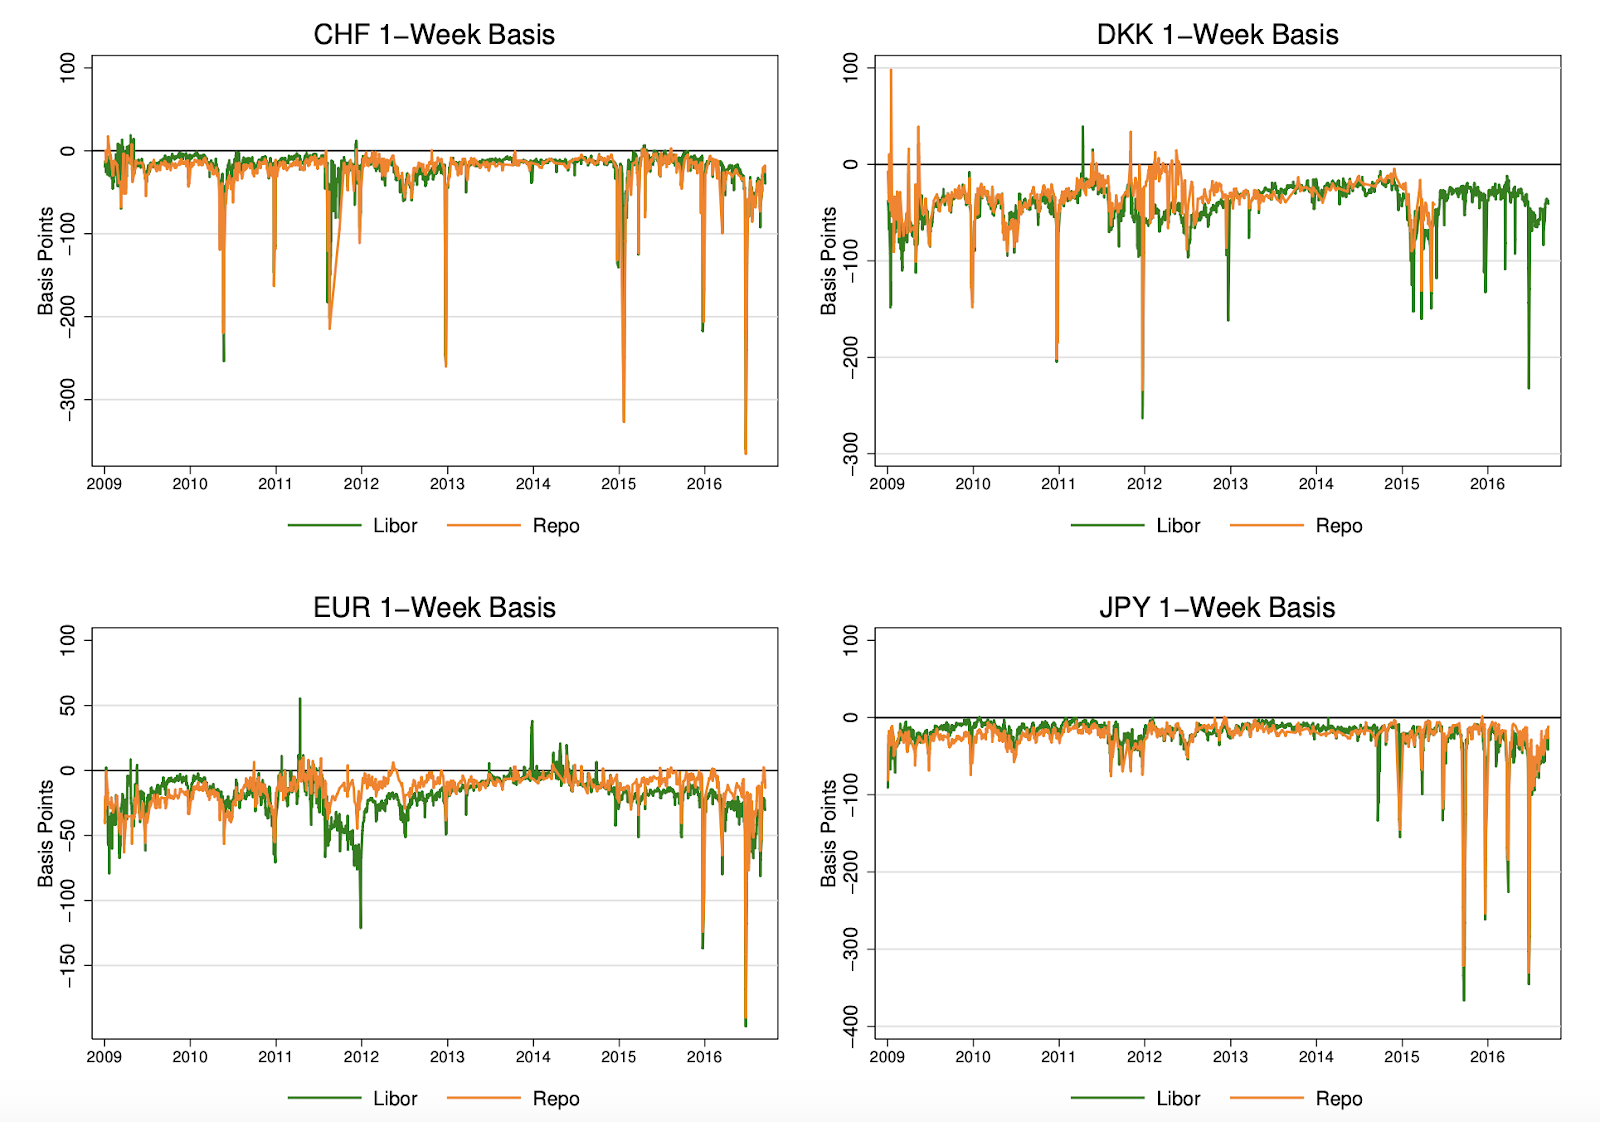 CHF 1−Week Basis
100
0
−100
−200
−300
Basis Points
2009 2010 2011 2012 2013 2014 2015 2016
Libor Repo
DKK 1−Week Basis
100
0
−100
−200
−300
Basis Points
2009 2010 2011 2012 2013 2014 2015 2016
Libor Repo
EUR 1−Week Basis
100
50
0
−50
−100
−150
Basis Points
2009 2010 2011 2012 2013 2014 2015 2016
Libor Repo
JPY 1−Week Basis
100
0
−100
−200
−300
−400
Basis Points
2009 2010 2011 2012 2013 2014 2015 2016
Libor Repo